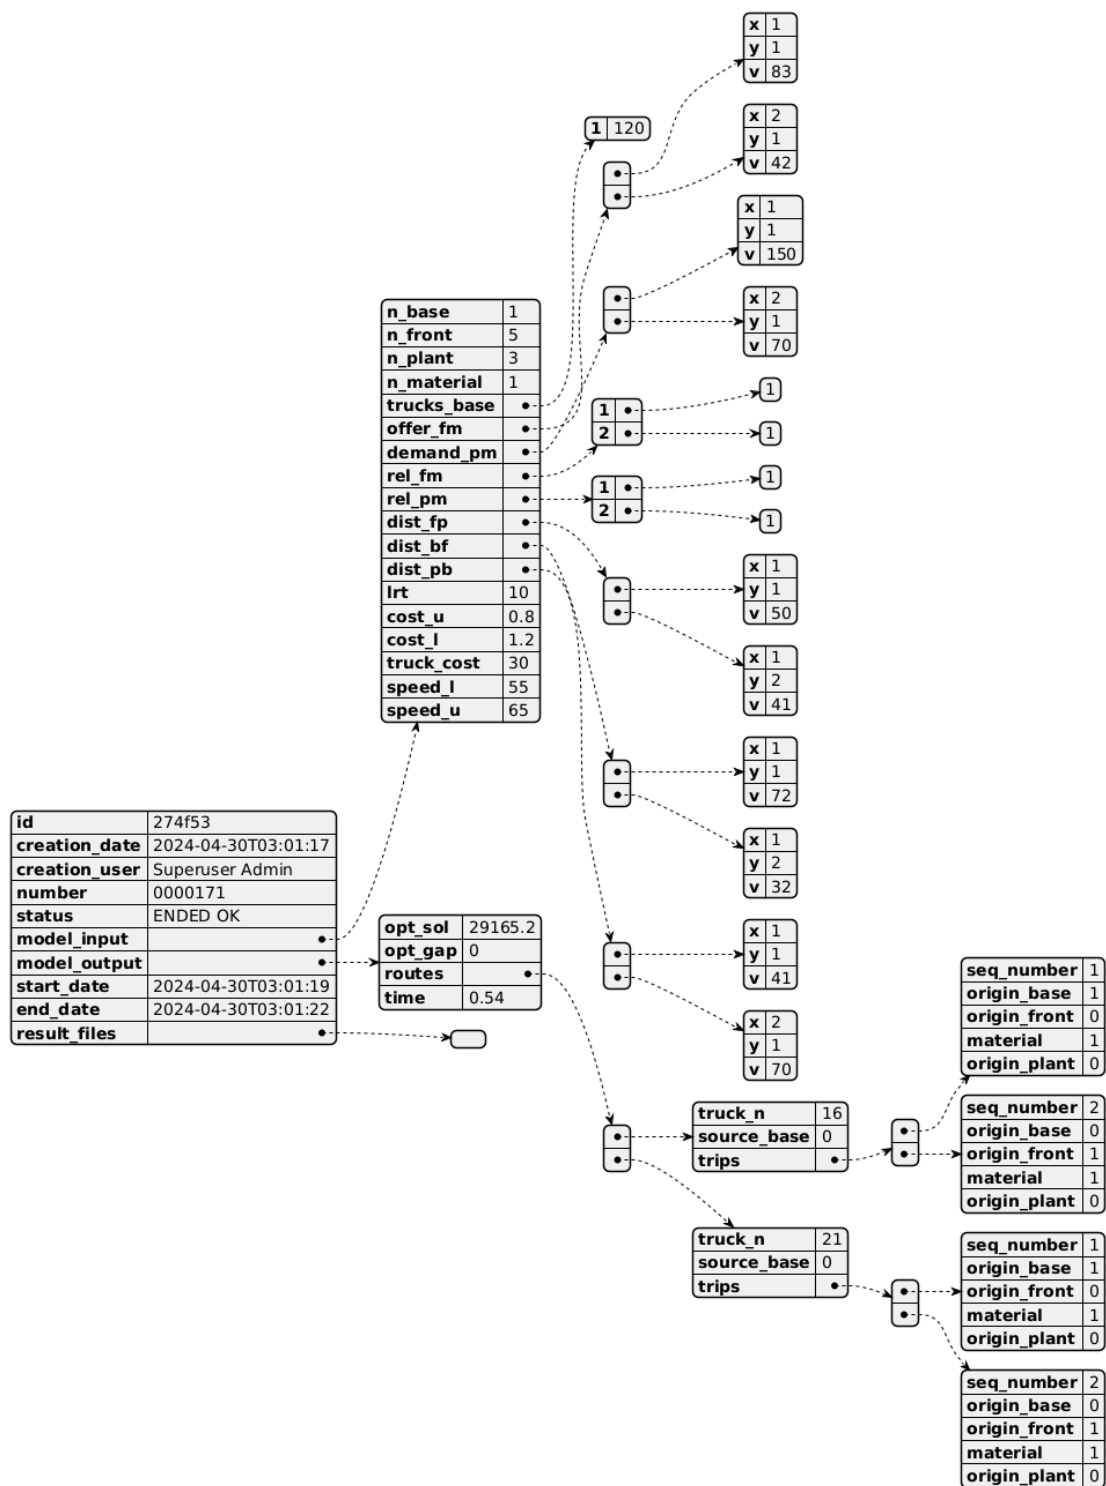 id 274f53
creation_date 2024-04-30T03:01:17
creation_user Superuser Admin
number 0000171
status ENDED OK
model_input
model_output
start_date 2024-04-30T03:01:19
end_date 2024-04-30T03:01:22
result_files
n_base 1
n_front 5
n_plant 3
n_material 1
trucks_base
offer_fm
demand_pm
rel_fm
rel_pm
dist_fp
dist_bf
dist_pb
lrt 10
cost_u 0.8
cost_l 1.2
truck_cost 30
speed_l 55
speed_u 65
1 120
x 1
y 1
v 83
x 2
y 1
v 42
x 1
y 1
v 150
x 2
y 1
v 70
1
2
1
1
1
2
1
1
x 1
y 1
v 50
x 1
y 2
v 41
x 1
y 1
v 72
x 1
y 2
v 32
x 1
y 1
v 41
x 2
y 1
v 70
opt_sol 29165.2
opt_gap 0
routes
time 0.54
truck_n 16
source_base 0
trips
seq_number 1
origin_base 1
origin_front 0
material 1
origin_plant 0
seq_number 2
origin_base 0
origin_front 1
material 1
origin_plant 0
truck_n 21
source_base 0
trips
seq_number 1
origin_base 1
origin_front 0
material 1
origin_plant 0
seq_number 2
origin_base 0
origin_front 1
material 1
origin_plant 0